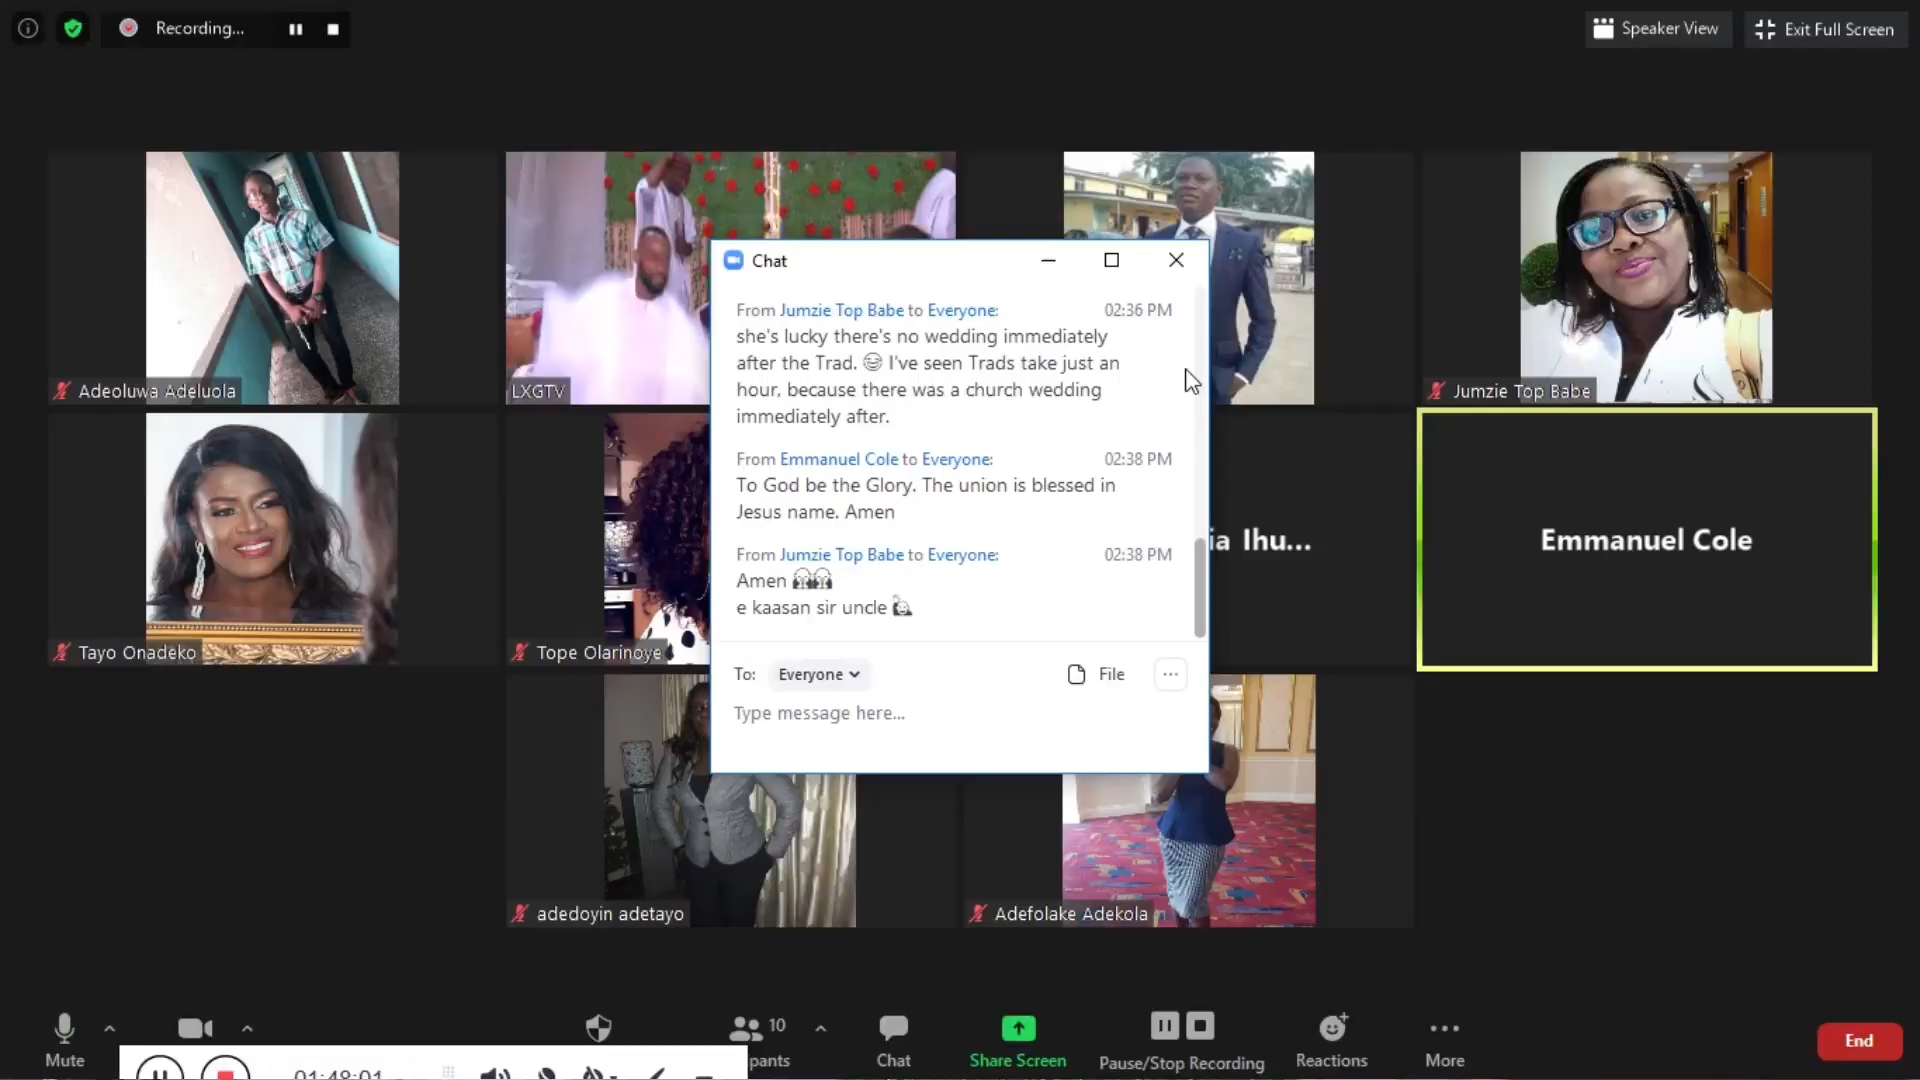 Recording...
Speaker View
Exit Full Screen
Adeoluwa Adeluola
LXGTV
Jumzie Top Babe
Chat
From Jumzie Top Babe to Everyone: 02:36 PM
she's lucky there's no wedding immediately
after the Trad. 😂 I've seen Trads take just an
hour, because there was a church wedding
immediately after.
From Emmanuel Cole to Everyone: 02:38 PM
To God be the Glory. The union is blessed in
Jesus name. Amen
From Jumzie Top Babe to Everyone: 02:38 PM
Amen
e kaasan sir uncle
To: Everyone File ...
Type message here...
ia Ihu...
Emmanuel Cole
Tayo Onadeko
Tope Olarinoye
adedoyin adetayo
Adefolake Adekola
Mute
10
pants
Chat
Share Screen
Pause/Stop Recording
Reactions
More
End
01:48:01